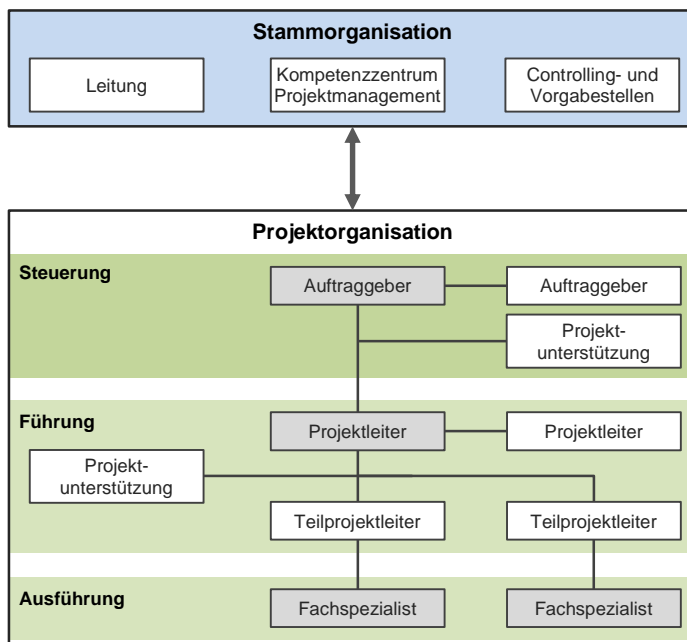 Stammorganisation
Leitung
Kompetenzzentrum
Projektmanagement
Controlling- und
Vorgabestellen
Projektorganisation
Steuerung
Auftraggeber
Auftraggeber
Projekt-
unterstützung
Führung
Projektleiter
Projektleiter
Projekt-
unterstützung
Teilprojektleiter
Teilprojektleiter
Ausführung
Fachspezialist
Fachspezialist